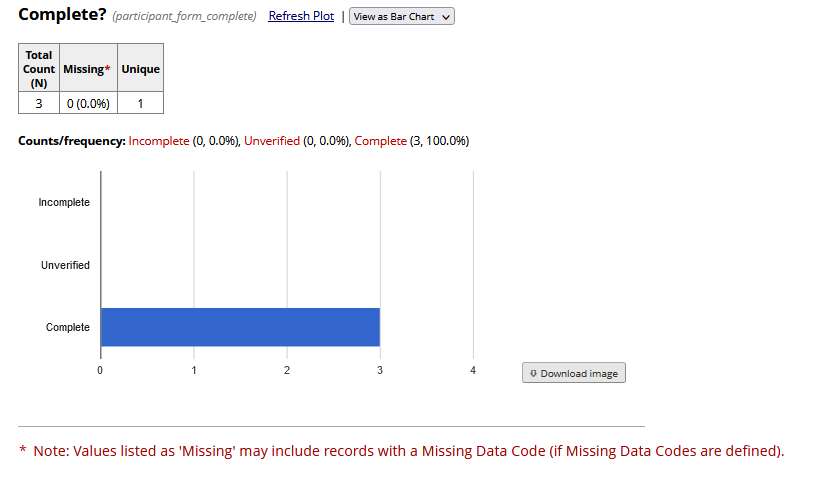 Complete? (participant_form_complete) Refresh Plot | View as Bar Chart
Total Count (N) Missing* Unique
3 0 (0.0%) 1
Counts/frequency: Incomplete (0, 0.0%), Unverified (0, 0.0%), Complete (3, 100.0%)
Incomplete
Unverified
Complete
0 1 2 3 4
Download image
* Note: Values listed as 'Missing' may include records with a Missing Data Code (if Missing Data Codes are defined).